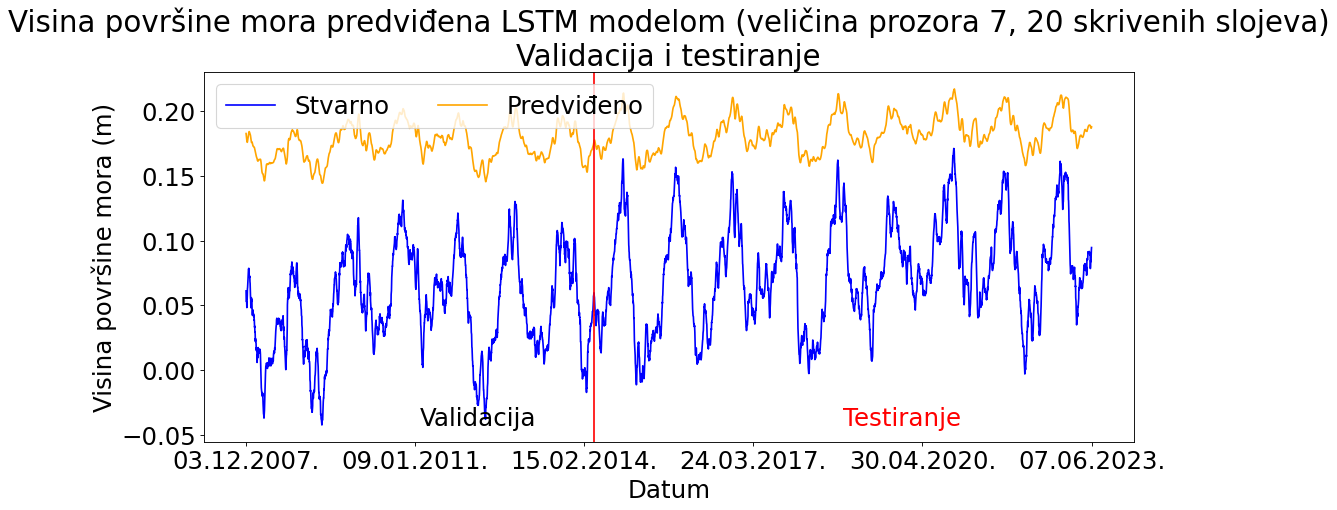 Visina površine mora predviđena LSTM modelom (veličina prozora 7, 20 skrivenih slojeva)
Validacija i testiranje
Stvarno Predviđeno
Visina površine mora (m)
0.20
0.15
0.10
0.05
0.00
−0.05
Validacija Testiranje
03.12.2007. 09.01.2011. 15.02.2014. 24.03.2017. 30.04.2020. 07.06.2023.
Datum